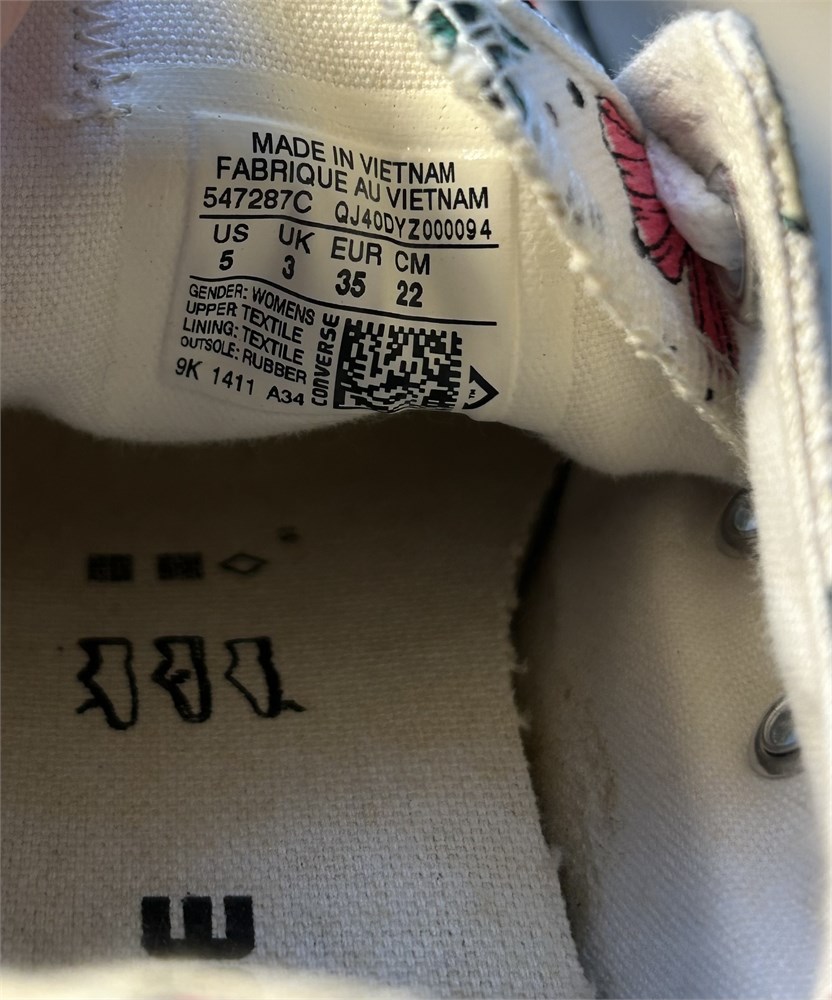 MADE IN VIETNAM
FABRIQUE AU VIETNAM
547287C QJ40DYZ000094
US UK EUR CM
5 3 35 22
GENDER: WOMENS
UPPER: TEXTILE
LINING: TEXTILE
OUTSOLE: RUBBER
9K 1411 A34
CONVERSE
TM
E